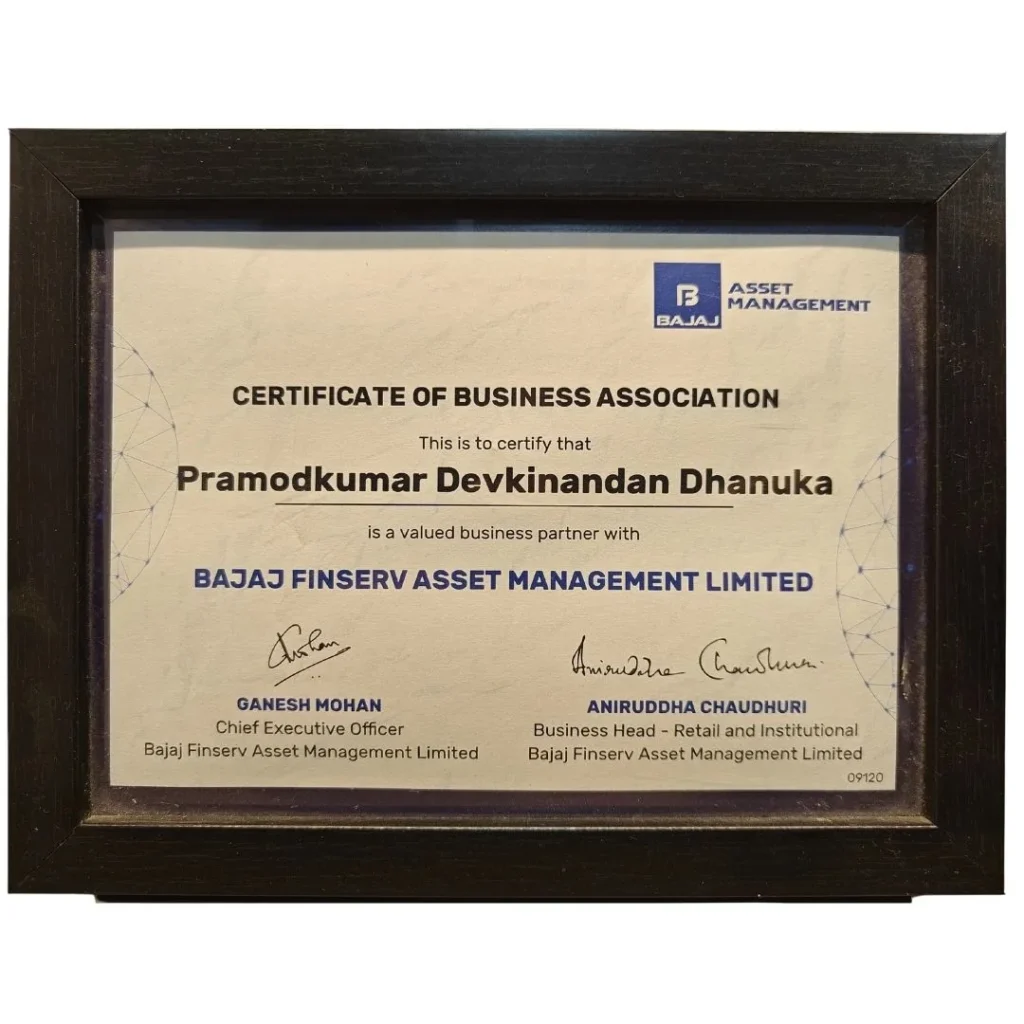 B
BAJAJ
ASSET
MANAGEMENT
CERTIFICATE OF BUSINESS ASSOCIATION
This is to certify that
Pramodkumar Devkinandan Dhanuka
is a valued business partner with
BAJAJ FINSERV ASSET MANAGEMENT LIMITED
Aniruddha Chaudhuri
GANESH MOHAN
Chief Executive Officer
Bajaj Finserv Asset Management Limited
ANIRUDDHA CHAUDHURI
Business Head - Retail and Institutional
Bajaj Finserv Asset Management Limited
09120